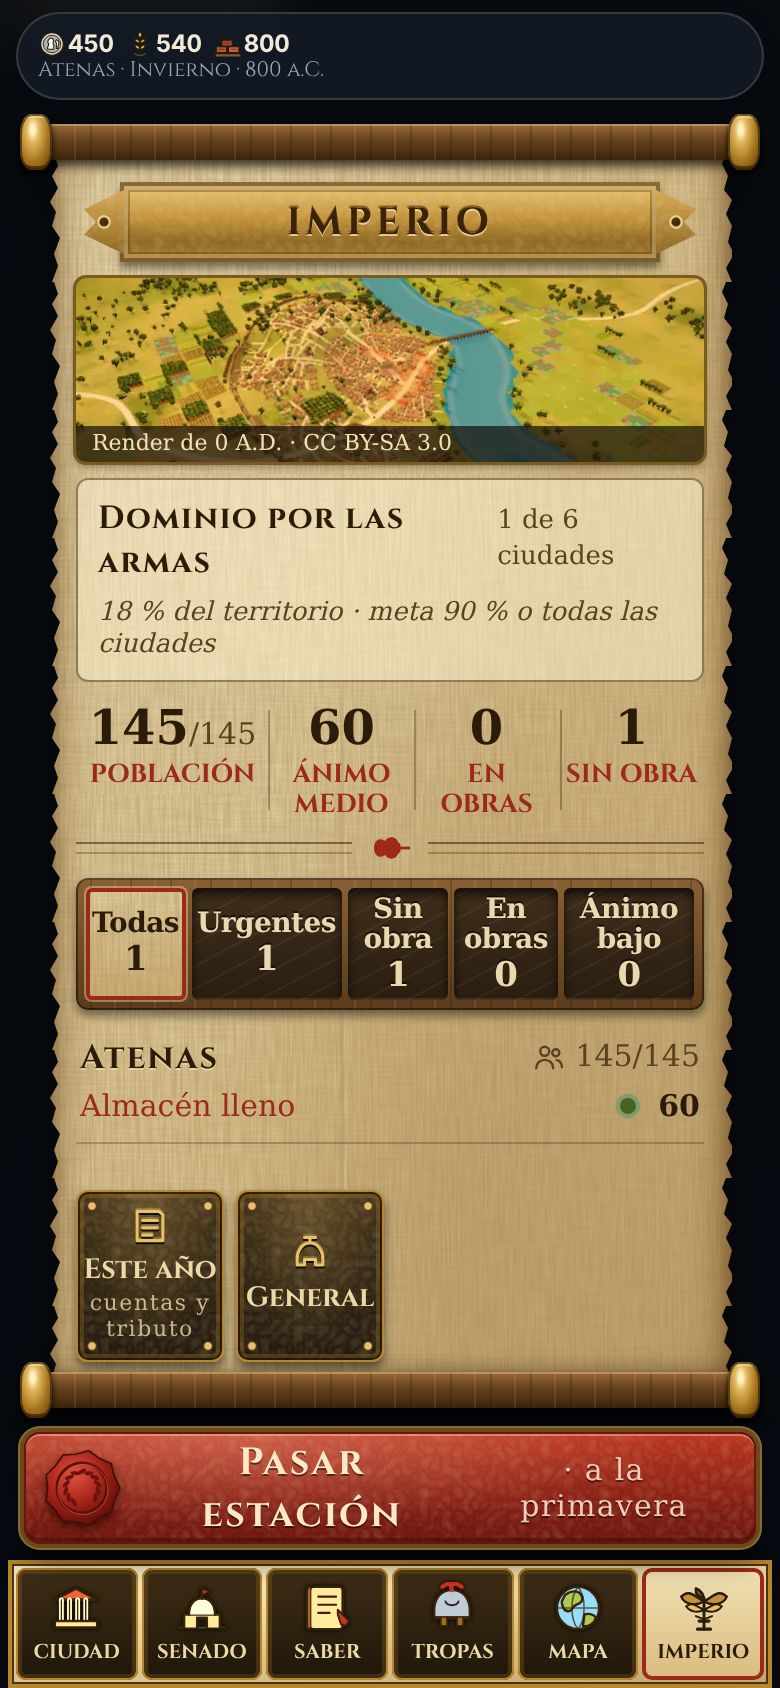 450 540 800
Atenas · Invierno · 800 a.C.
IMPERIO
Render de 0 A.D. · CC BY-SA 3.0
Dominio por las armas
1 de 6 ciudades
18 % del territorio · meta 90 % o todas las
ciudades
145/145 POBLACIÓN
60 ÁNIMO MEDIO
0 EN OBRAS
1 SIN OBRA
Todas 1
Urgentes 1
Sin obra 1
En obras 0
Ánimo bajo 0
Atenas 145/145
Almacén lleno 60
Este año
cuentas y
tributo
General
Pasar
estación
· a la
primavera
CIUDAD SENADO SABER TROPAS MAPA IMPERIO